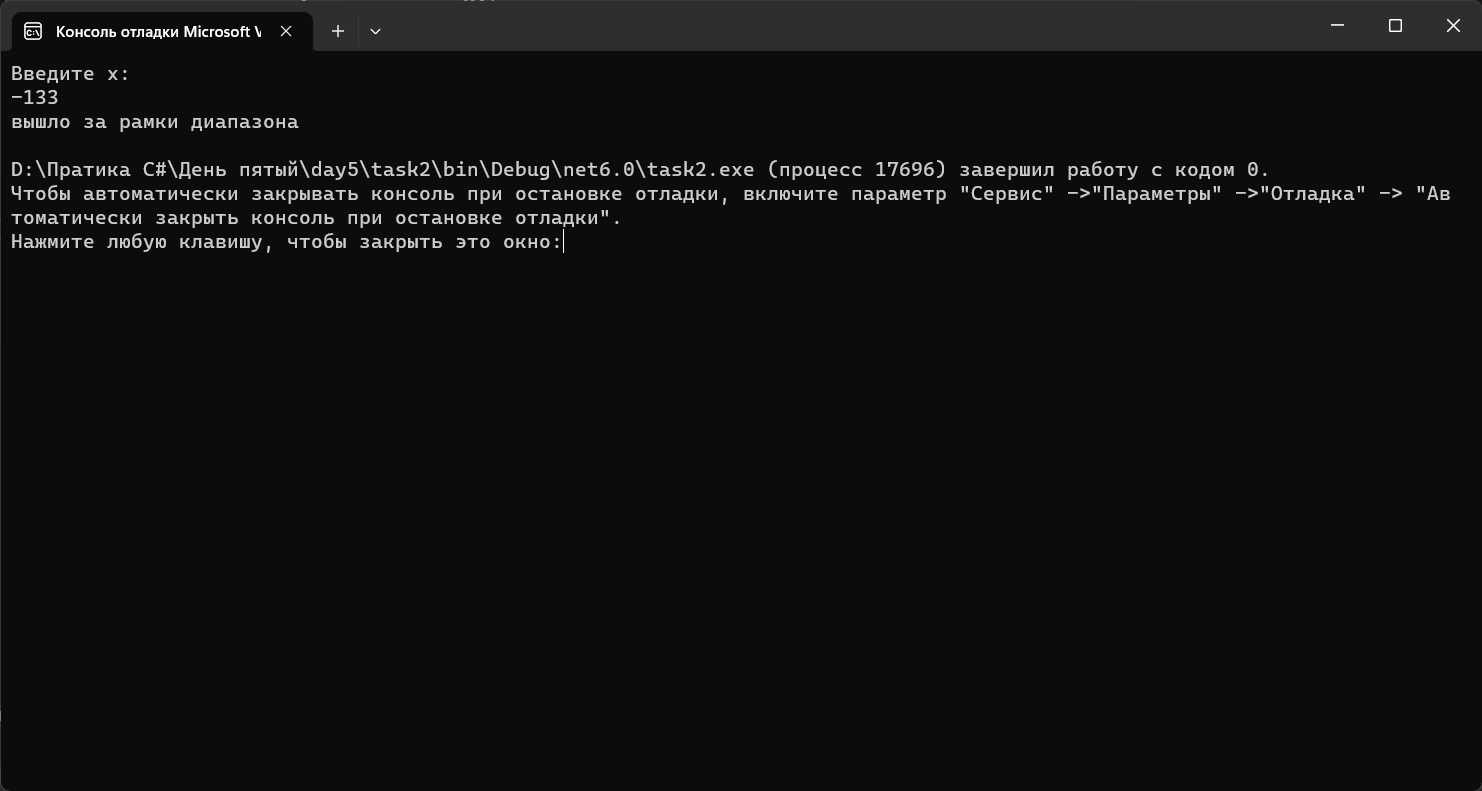 Консоль отладки Microsoft V
Введите x:
-133
вышло за рамки диапазона
D:\Пратика C#\День пятый\day5\task2\bin\Debug\net6.0\task2.exe (процесс 17696) завершил работу с кодом 0.
Чтобы автоматически закрывать консоль при остановке отладки, включите параметр "Сервис" ->"Параметры" ->"Отладка" -> "Ав
томатически закрыть консоль при остановке отладки".
Нажмите любую клавишу, чтобы закрыть это окно: